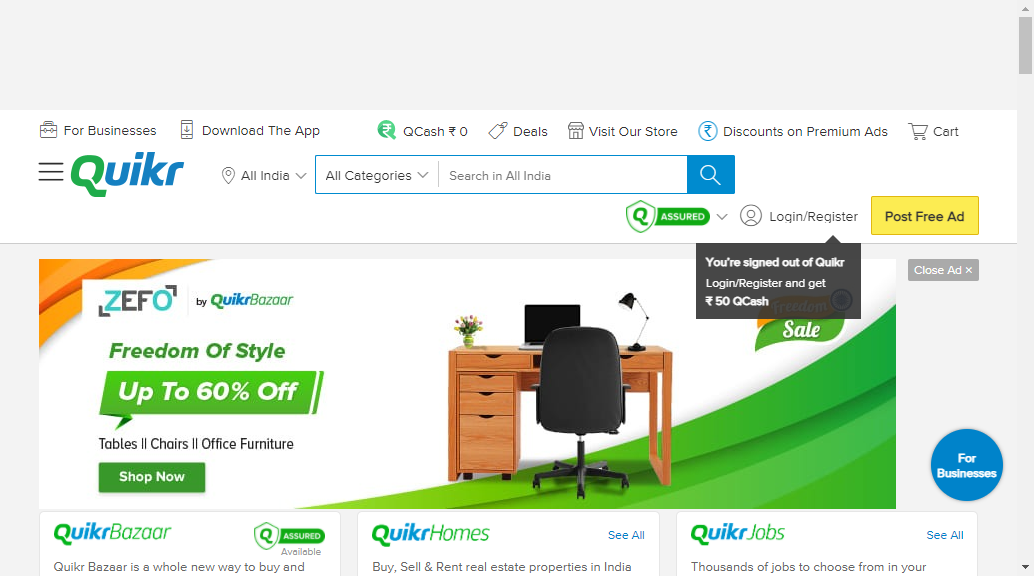 For Businesses
Download The App
QCash ₹ 0
Deals
Visit Our Store
Discounts on Premium Ads
Cart
Quikr
All India
All Categories
Search in All India
Q ASSURED
Login/Register
Post Free Ad
You're signed out of Quikr
Login/Register and get
₹ 50 QCash
Close Ad ×
ZEFO by QuikrBazaar
Freedom
Sale
Freedom Of Style
Up To 60% Off
Tables || Chairs || Office Furniture
Shop Now
For
Businesses
QuikrBazaar
Q ASSURED
Available
Quikr Bazaar is a whole new way to buy and
QuikrHomes
See All
Buy, Sell & Rent real estate properties in India
QuikrJobs
See All
Thousands of jobs to choose from in your